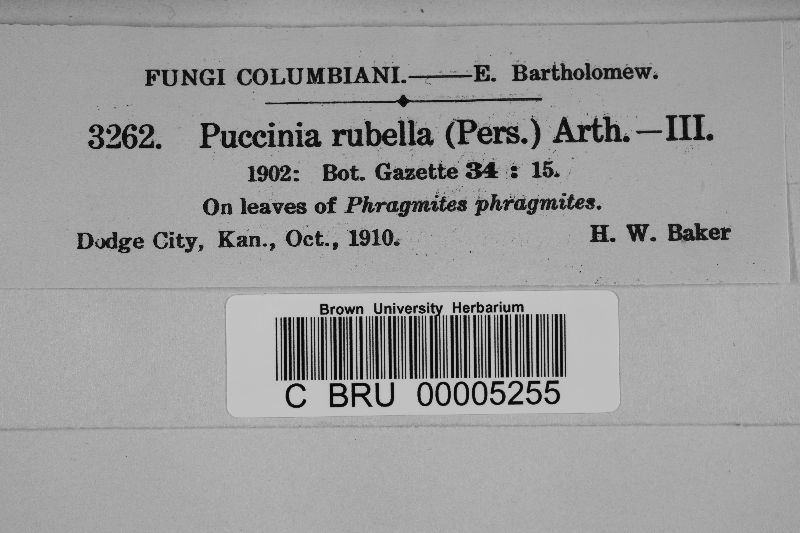 FUNGI COLUMBIANI.——E. Bartholomew.
3262. Puccinia rubella (Pers.) Arth.—III.
1902: Bot. Gazette 34 : 15.
On leaves of Phragmites phragmites.
Dodge City, Kan., Oct., 1910. H. W. Baker
Brown University Herbarium
C BRU 00005255